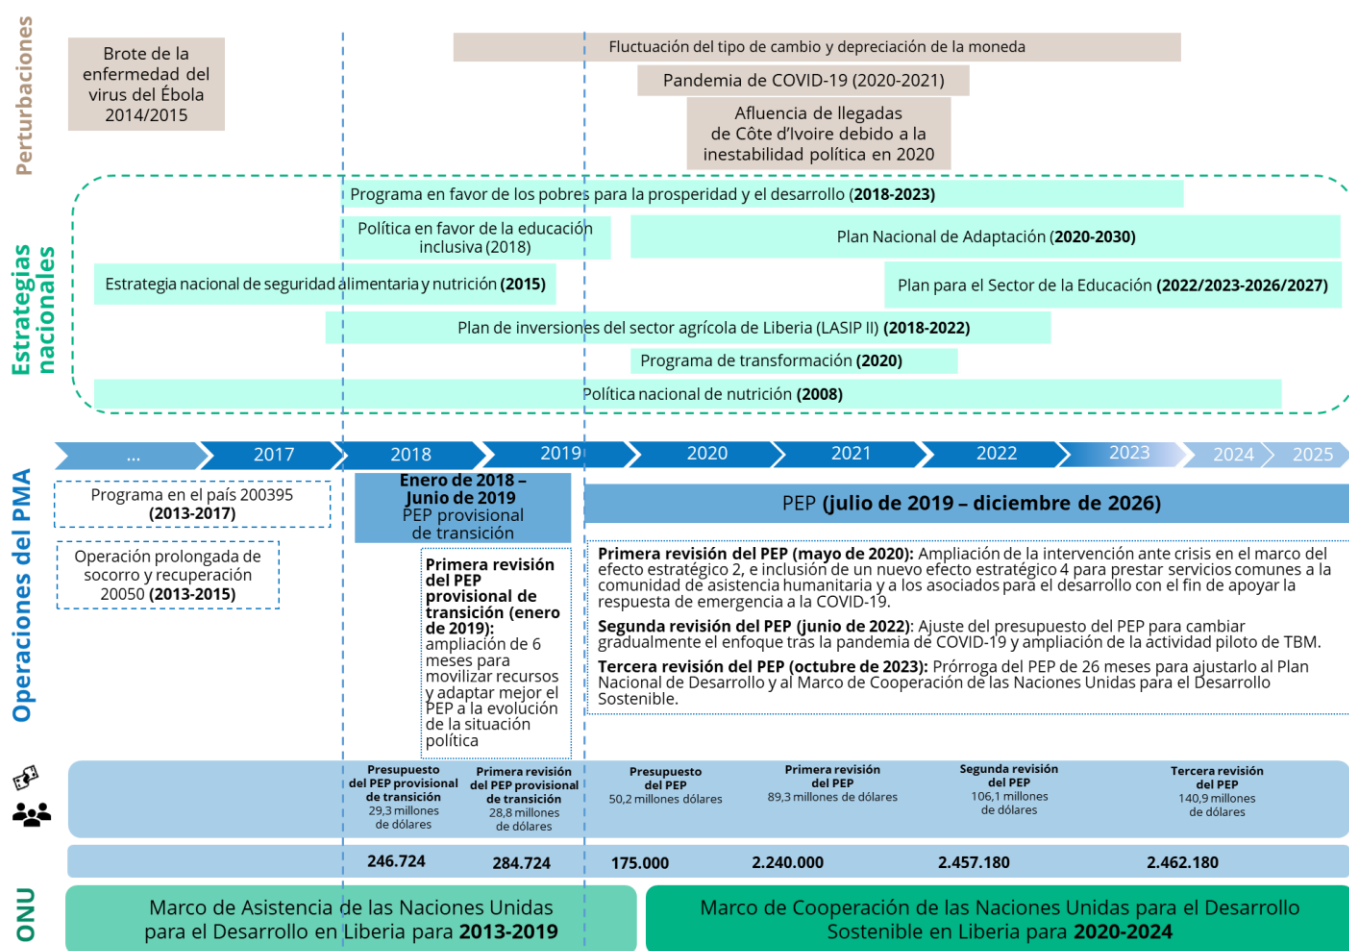 Perturbaciones
Brote de la
enfermedad del
virus del Ébola
2014/2015
Fluctuación del tipo de cambio y depreciación de la moneda
Pandemia de COVID-19 (2020-2021)
Afluencia de llegadas
de Côte d'Ivoire debido a la
inestabilidad política en 2020
Estrategias
nacionales
Programa en favor de los pobres para la prosperidad y el desarrollo (2018-2023)
Política en favor de la educación
inclusiva (2018)
Plan Nacional de Adaptación (2020-2030)
Estrategia nacional de seguridad alimentaria y nutrición (2015)
Plan para el Sector de la Educación (2022/2023-2026/2027)
Plan de inversiones del sector agrícola de Liberia (LASIP II) (2018-2022)
Programa de transformación (2020)
Política nacional de nutrición (2008)
... 2017 2018 2019 2020 2021 2022 2023 2024 2025
Operaciones del PMA
Programa en el país 200395
(2013-2017)
Operación prolongada de
socorro y recuperación
20050 (2013-2015)
Enero de 2018 –
Junio de 2019
PEP provisional
de transición
Primera revisión
del PEP
provisional de
transición (enero
de 2019):
ampliación de 6
meses para
movilizar recursos
y adaptar mejor el
PEP a la evolución
de la situación
política
PEP (julio de 2019 – diciembre de 2026)
Primera revisión del PEP (mayo de 2020): Ampliación de la intervención ante crisis en el marco del
efecto estratégico 2, e inclusión de un nuevo efecto estratégico 4 para prestar servicios comunes a la
comunidad de asistencia humanitaria y a los asociados para el desarrollo con el fin de apoyar la
respuesta de emergencia a la COVID-19.
Segunda revisión del PEP (junio de 2022): Ajuste del presupuesto del PEP para cambiar
gradualmente el enfoque tras la pandemia de COVID-19 y ampliación de la actividad piloto de TBM.
Tercera revisión del PEP (octubre de 2023): Prórroga del PEP de 26 meses para ajustarlo al Plan
Nacional de Desarrollo y al Marco de Cooperación de las Naciones Unidas para el Desarrollo
Sostenible.
Presupuesto
del PEP provisional
de transición
29,3 millones
de dólares
Primera revisión
del PEP provisional
de transición
28,8 millones
de dólares
Presupuesto
del PEP
50,2 millones dólares
Primera revisión
del PEP
89,3 millones de dólares
Segunda revisión
del PEP
106,1 millones
de dólares
Tercera revisión
del PEP
140,9 millones
de dólares
246.724 284.724 175.000 2.240.000 2.457.180 2.462.180
ONU
Marco de Asistencia de las Naciones Unidas
para el Desarrollo en Liberia para 2013-2019
Marco de Cooperación de las Naciones Unidas para el Desarrollo
Sostenible en Liberia para 2020-2024